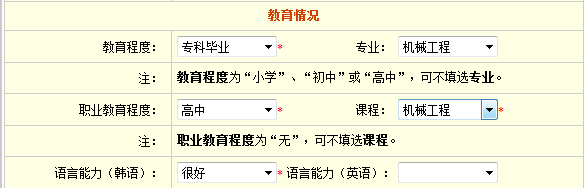 教育情况
教育程度： 专科毕业 * 专业： 机械工程
注： 教育程度为“小学”、“初中”或“高中”，可不填选专业。
职业教育程度： 高中 * 课程： 机械工程 *
注： 职业教育程度为“无”，可不填选课程。
语言能力（韩语）： 很好 * 语言能力（英语）：